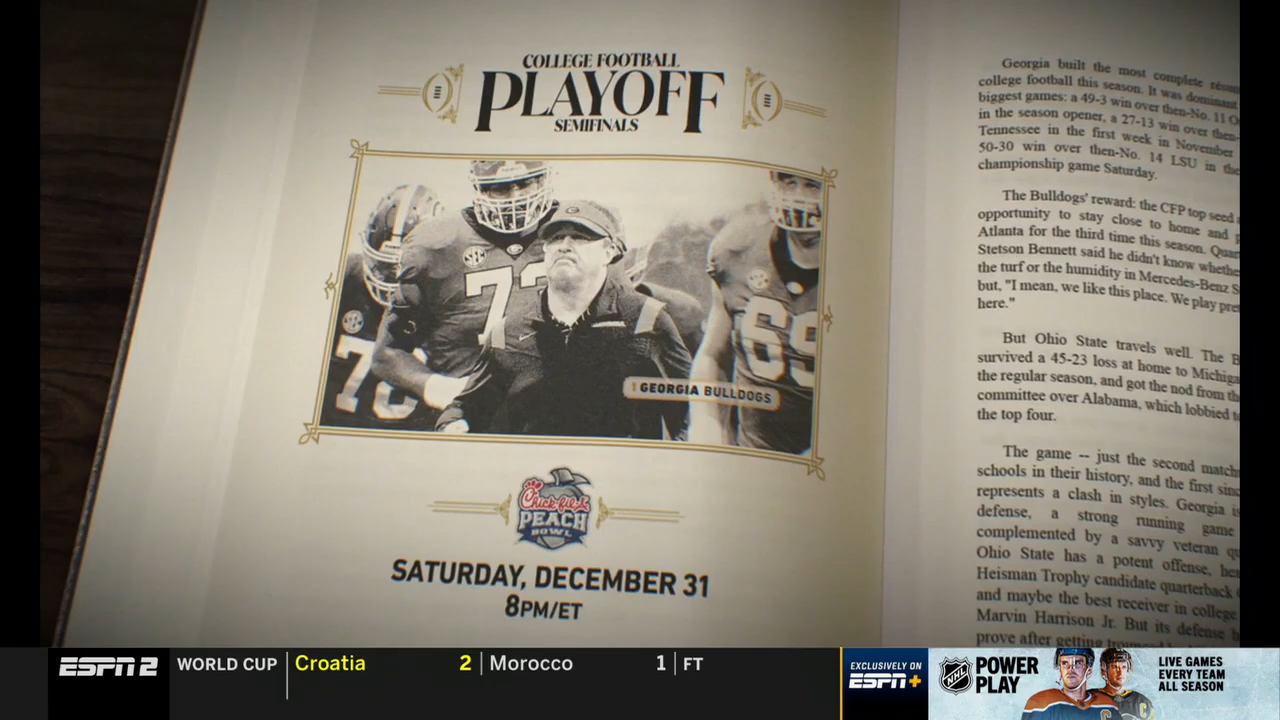 COLLEGE FOOTBALL
PLAYOFF
SEMIFINALS
73
78
69
1 GEORGIA BULLDOGS
Chick-fil-A
PEACH
BOWL
SATURDAY, DECEMBER 31
8PM/ET
Georgia built the most complete
college football this season. It was dominant
biggest games: a 49-3 win over then-No. 11
in the season opener, a 27-13 win over
Tennessee in the first week in November
50-30 win over then-No. 14 LSU in the
championship game Saturday.
The Bulldogs' reward: the CFP top seed
opportunity to stay close to home and
Atlanta for the third time this season.
Stetson Bennett said he didn't know
the turf or the humidity in Mercedes-Benz
but, "I mean, we like this place. We play
here."
But Ohio State travels well. The
survived a 45-23 loss at home to
the regular season, and got the nod from
committee over Alabama, which lobbied
the top four.
The game -- just the second
schools in their history, and the first
represents a clash in styles. Georgia
defense, a strong running game
complemented by a savvy veteran
Ohio State has a potent offense,
Heisman Trophy candidate quarterback
and maybe the best receiver in college
Marvin Harrison Jr. But its defense
prove after getting
ESPN 2
WORLD CUP Croatia 2 Morocco 1 FT
EXCLUSIVELY ON
ESPN+
NHL
POWER
PLAY
LIVE GAMES
EVERY TEAM
ALL SEASON